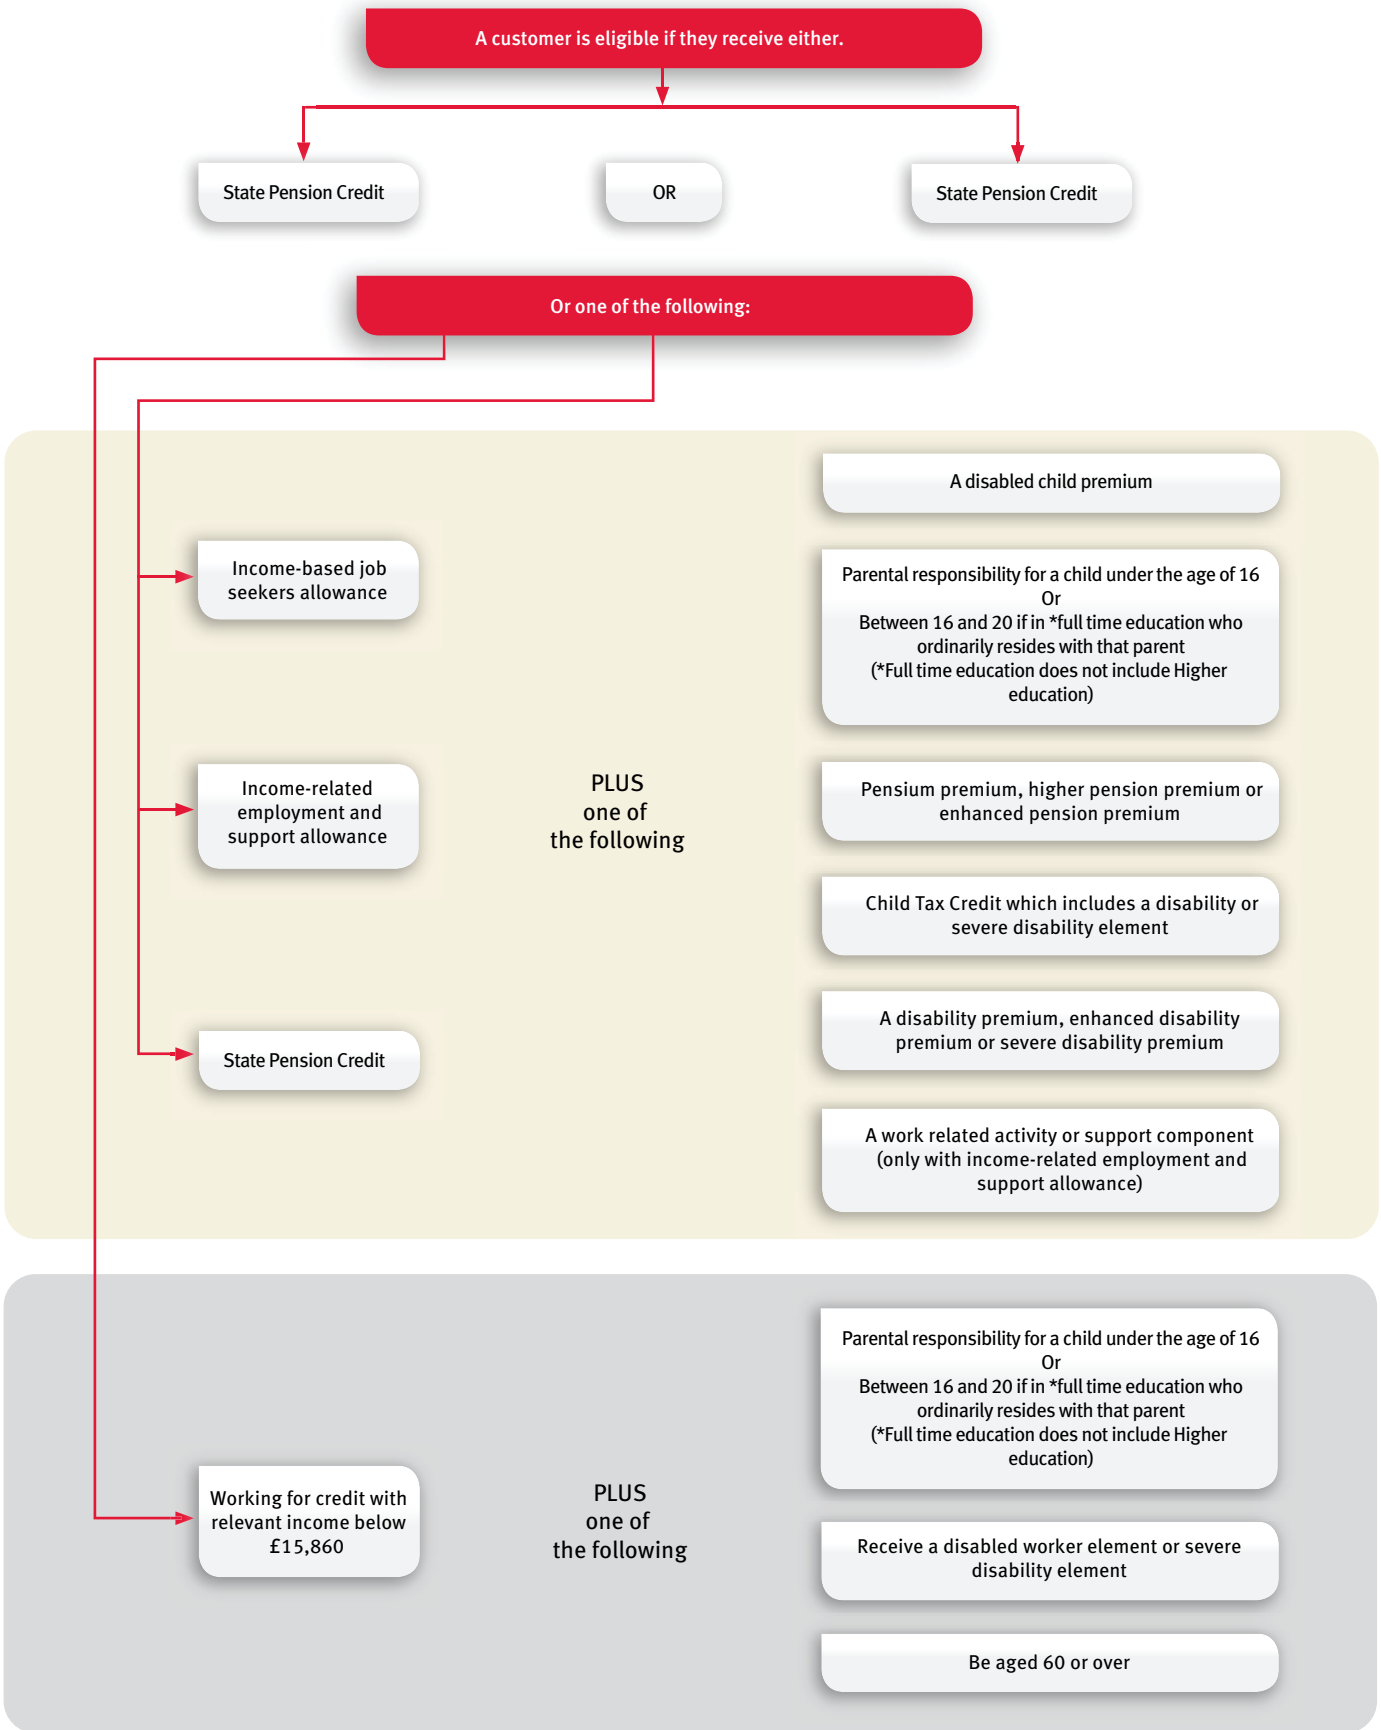 A customer is eligible if they receive either.
State Pension Credit
OR
State Pension Credit
Or one of the following:
Income-based job
seekers allowance
Income-related
employment and
support allowance
State Pension Credit
PLUS
one of
the following
A disabled child premium
Parental responsibility for a child under the age of 16
Or
Between 16 and 20 if in *full time education who
ordinarily resides with that parent
(*Full time education does not include Higher
education)
Pensium premium, higher pension premium or
enhanced pension premium
Child Tax Credit which includes a disability or
severe disability element
A disability premium, enhanced disability
premium or severe disability premium
A work related activity or support component
(only with income-related employment and
support allowance)
Working for credit with
relevant income below
£15,860
PLUS
one of
the following
Parental responsibility for a child under the age of 16
Or
Between 16 and 20 if in *full time education who
ordinarily resides with that parent
(*Full time education does not include Higher
education)
Receive a disabled worker element or severe
disability element
Be aged 60 or over